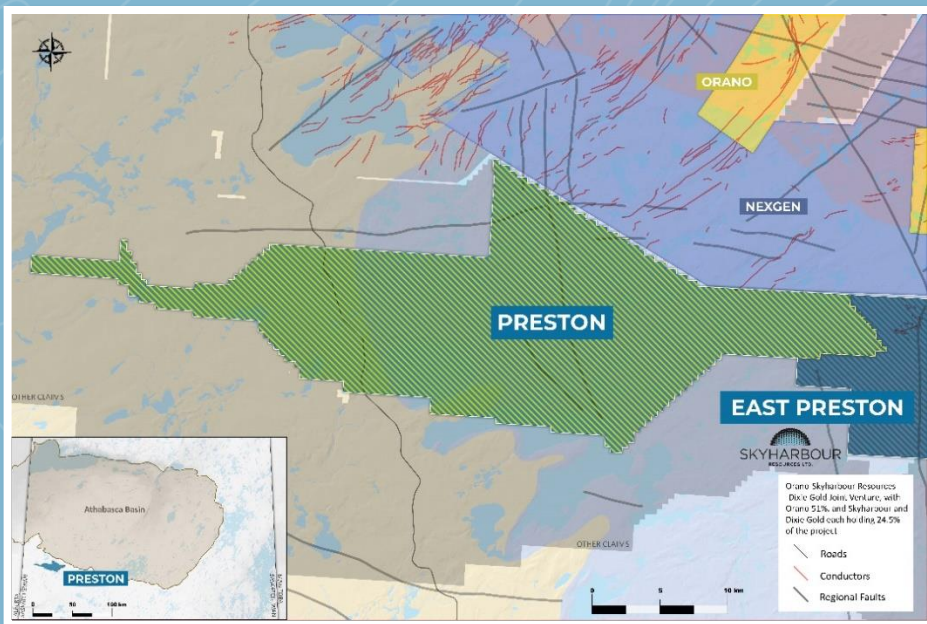 ORANO
NEXGEN
PRESTON
EAST PRESTON
SKYHARBOUR
RESOURCES LTD.
OTHER CLAIMS
OTHER CLAIMS
Orano Skyharbour Resources
Dixie Gold Joint Venture, with
Orano 51%, and Skyharbour and
Dixie Gold each holding 24.5%
of the project
Roads
Conductors
Regional Faults
0 5 10 km
Athabasca Basin
PRESTON
0 50 100 km